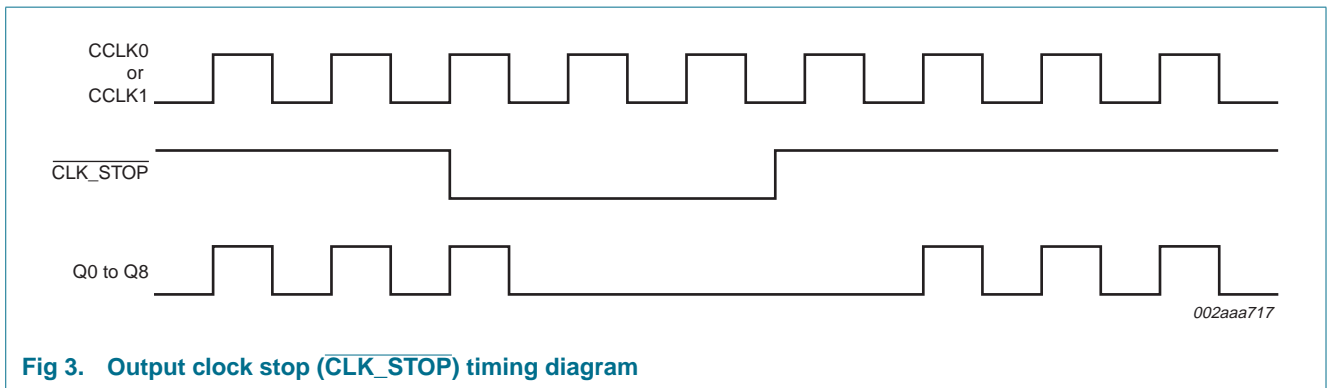 CCLK0
or
CCLK1
CLK_STOP
Q0 to Q8
002aaa717
Fig 3. Output clock stop (CLK_STOP) timing diagram